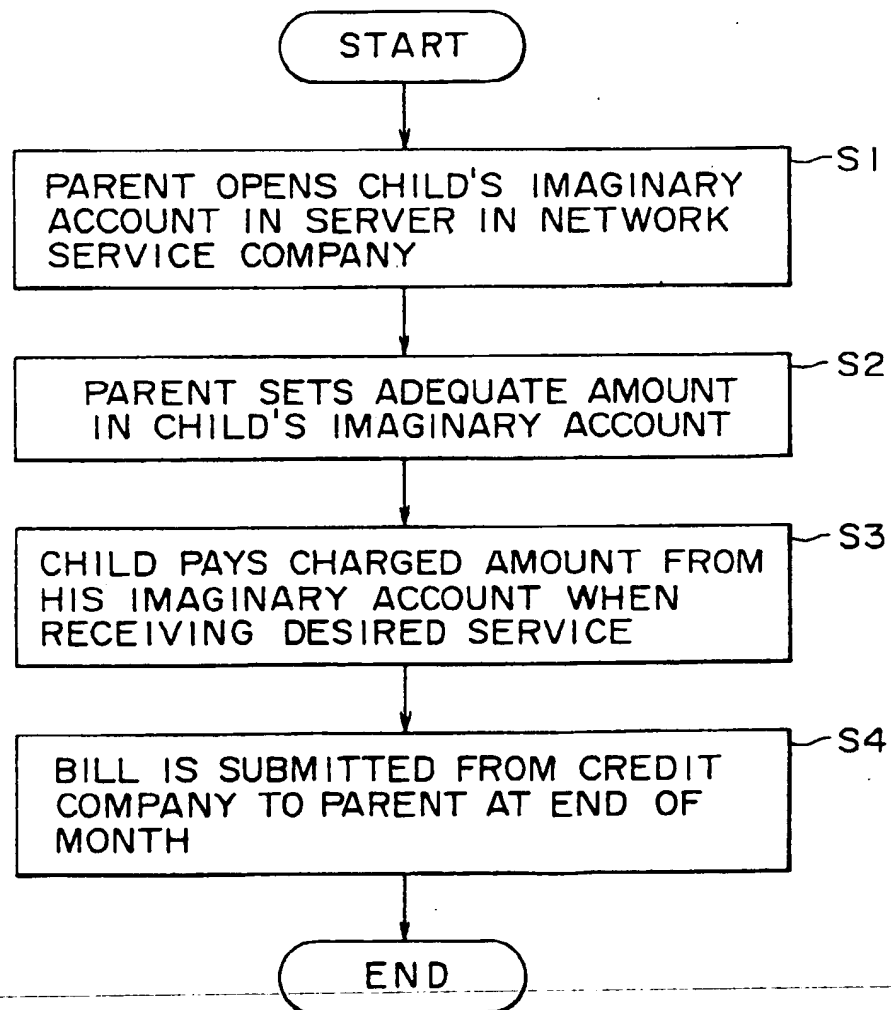 START
S1
PARENT OPENS CHILD'S IMAGINARY
ACCOUNT IN SERVER IN NETWORK
SERVICE COMPANY
S2
PARENT SETS ADEQUATE AMOUNT
IN CHILD'S IMAGINARY ACCOUNT
S3
CHILD PAYS CHARGED AMOUNT FROM
HIS IMAGINARY ACCOUNT WHEN
RECEIVING DESIRED SERVICE
S4
BILL IS SUBMITTED FROM CREDIT
COMPANY TO PARENT AT END OF
MONTH
END